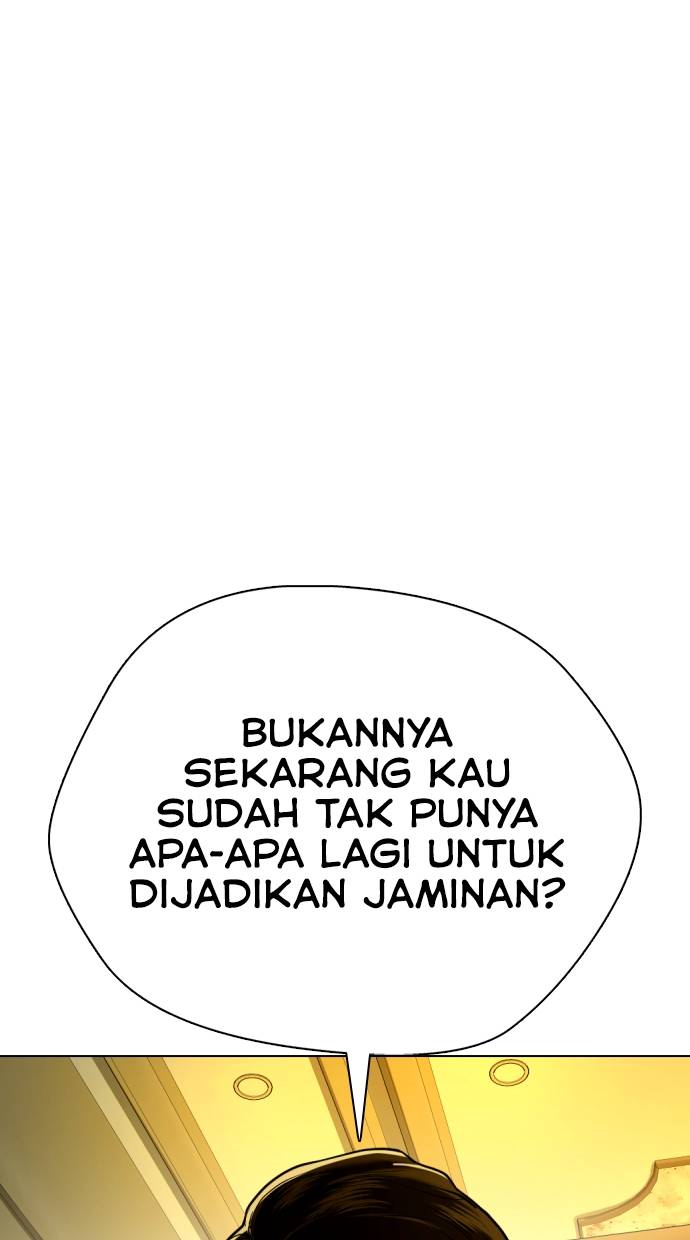 BUKANNYA
SEKARANG KAU
SUDAH TAK PUNYA
APA-APA LAGI UNTUK
DIJADIKAN JAMINAN?